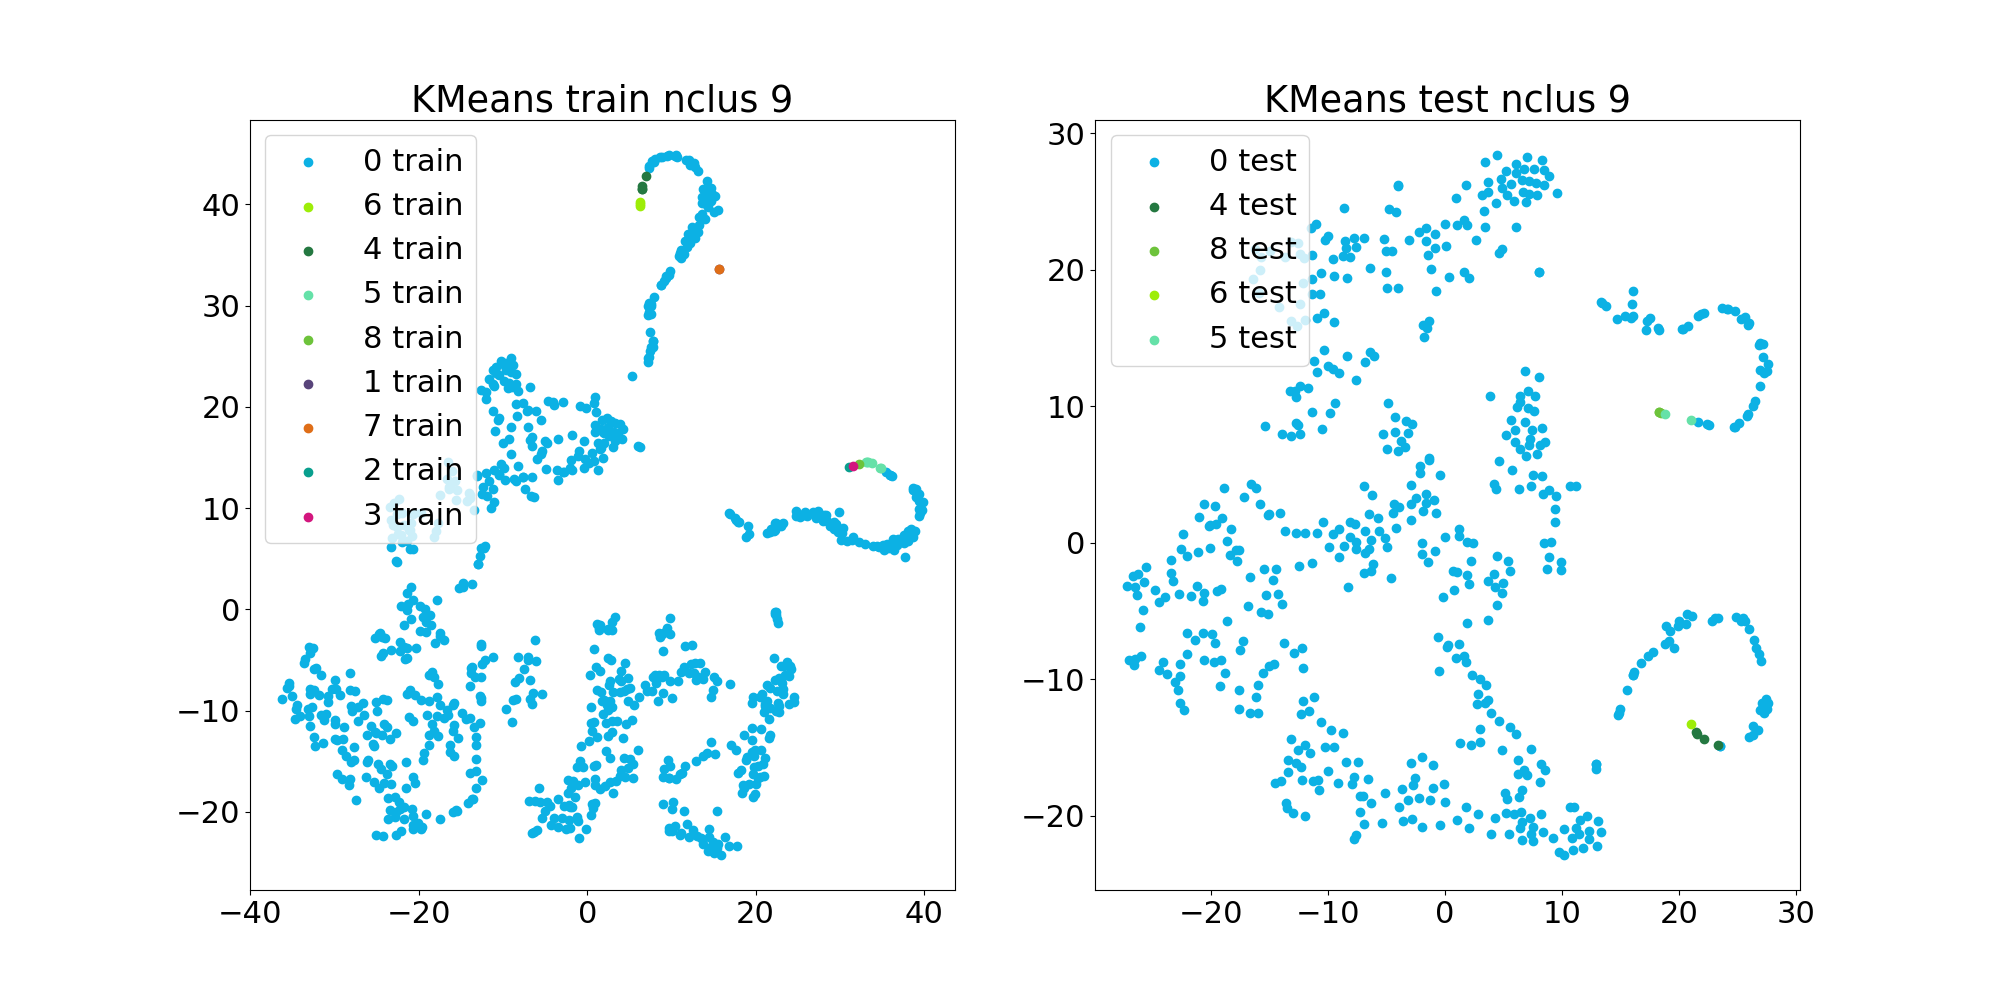 KMeans train nclus 9
0 train
6 train
4 train
5 train
8 train
1 train
7 train
2 train
3 train
40
30
20
10
0
−10
−20
−40 −20 0 20 40
KMeans test nclus 9
0 test
4 test
8 test
6 test
5 test
30
20
10
0
−10
−20
−20 −10 0 10 20 30